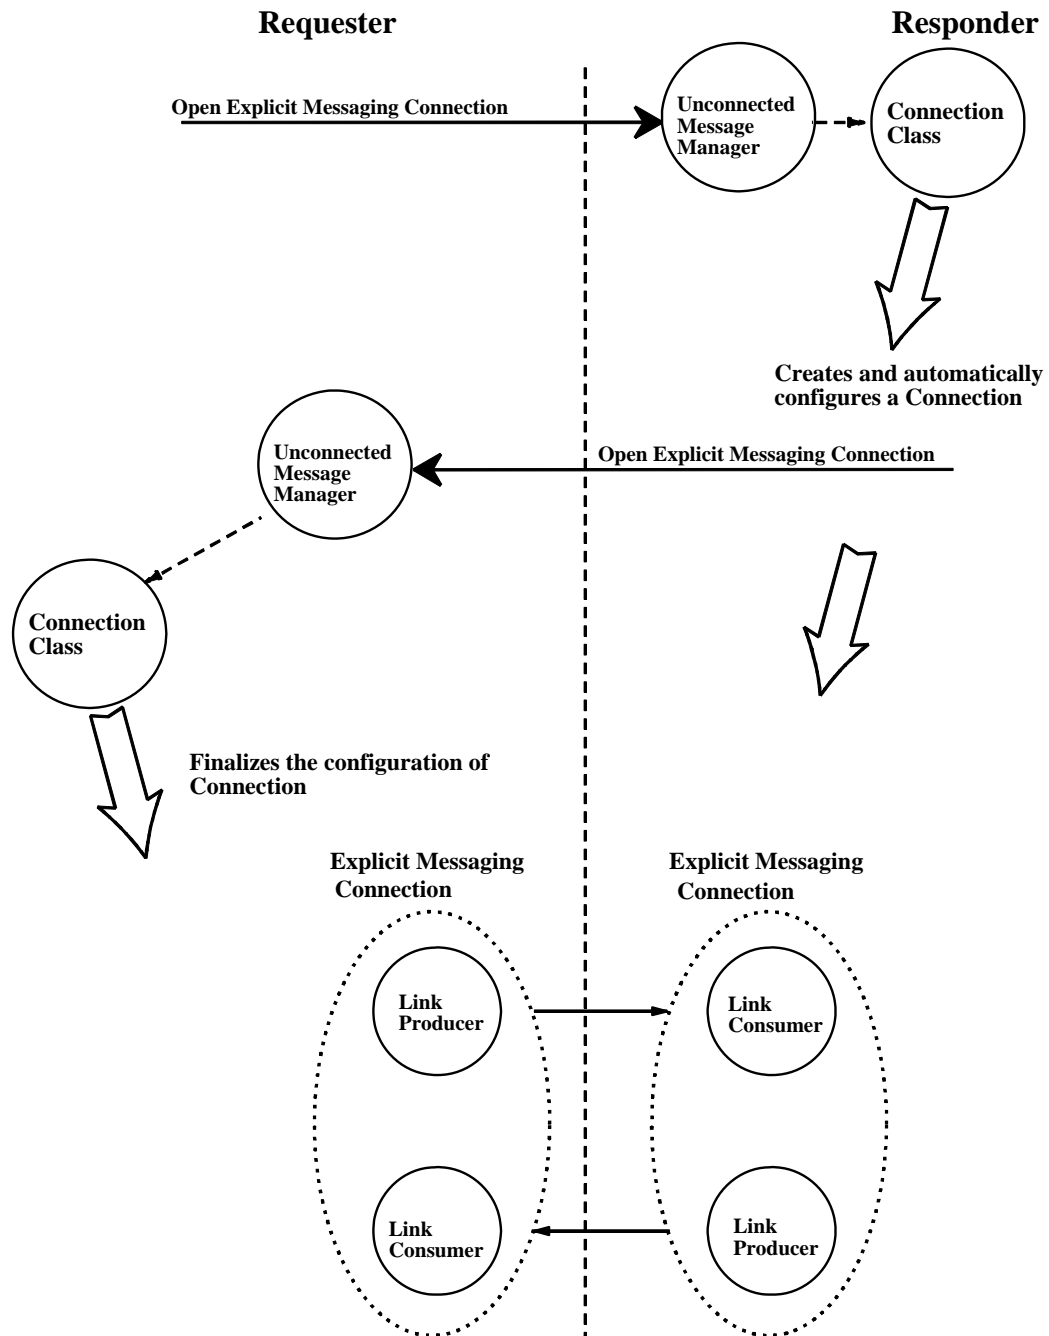 Requester
Responder
Open Explicit Messaging Connection
Unconnected
Message
Manager
Connection
Class
Creates and automatically
configures a Connection
Unconnected
Message
Manager
Open Explicit Messaging Connection
Connection
Class
Finalizes the configuration of
Connection
Explicit Messaging
Connection
Explicit Messaging
Connection
Link
Producer
Link
Consumer
Link
Consumer
Link
Producer